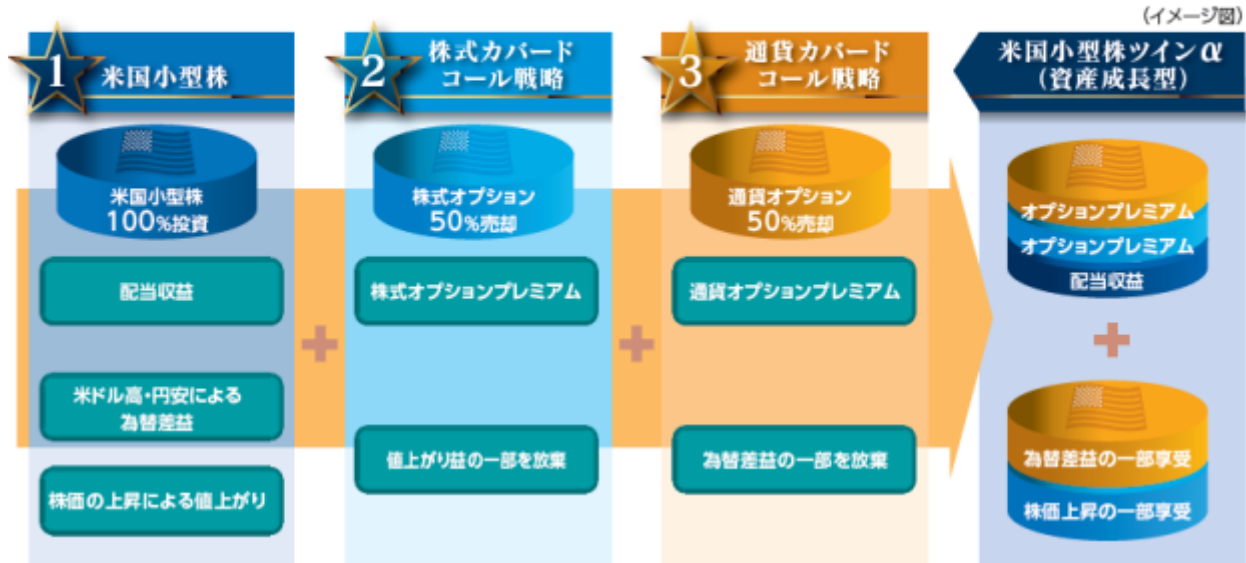 (イメージ図)
1 米国小型株
2 株式カバード
コール戦略
3 通貨カバード
コール戦略
米国小型株ツインα
(資産成長型)
米国小型株
100%投資
配当収益
米ドル高・円安による
為替差益
株価の上昇による値上がり
+
株式オプション
50%売却
株式オプションプレミアム
値上がり益の一部を放棄
+
通貨オプション
50%売却
通貨オプションプレミアム
為替差益の一部を放棄
オプションプレミアム
オプションプレミアム
配当収益
+
為替差益の一部享受
株価上昇の一部享受